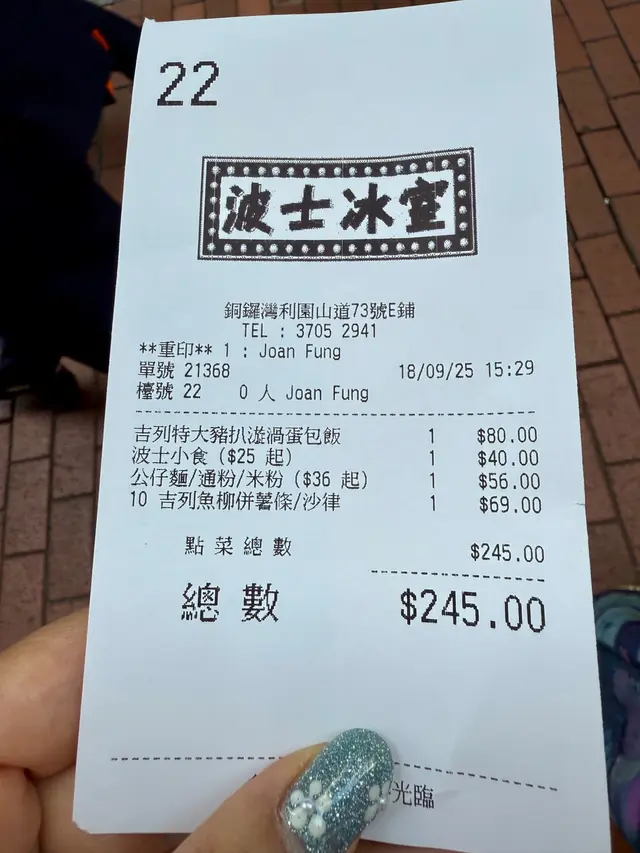 22
波士冰室
銅鑼灣利園山道73號E鋪
TEL : 3705 2941
**重印** 1 : Joan Fung
單號 21368 18/09/25 15:29
檯號 22 0 人 Joan Fung
吉列特大豬扒漩渦蛋包飯 1 $80.00
波士小食 ($25 起) 1 $40.00
公仔麵/通粉/米粉 ($36 起) 1 $56.00
10 吉列魚柳併薯條/沙律 1 $69.00
點菜總數 $245.00
總數 $245.00
光臨